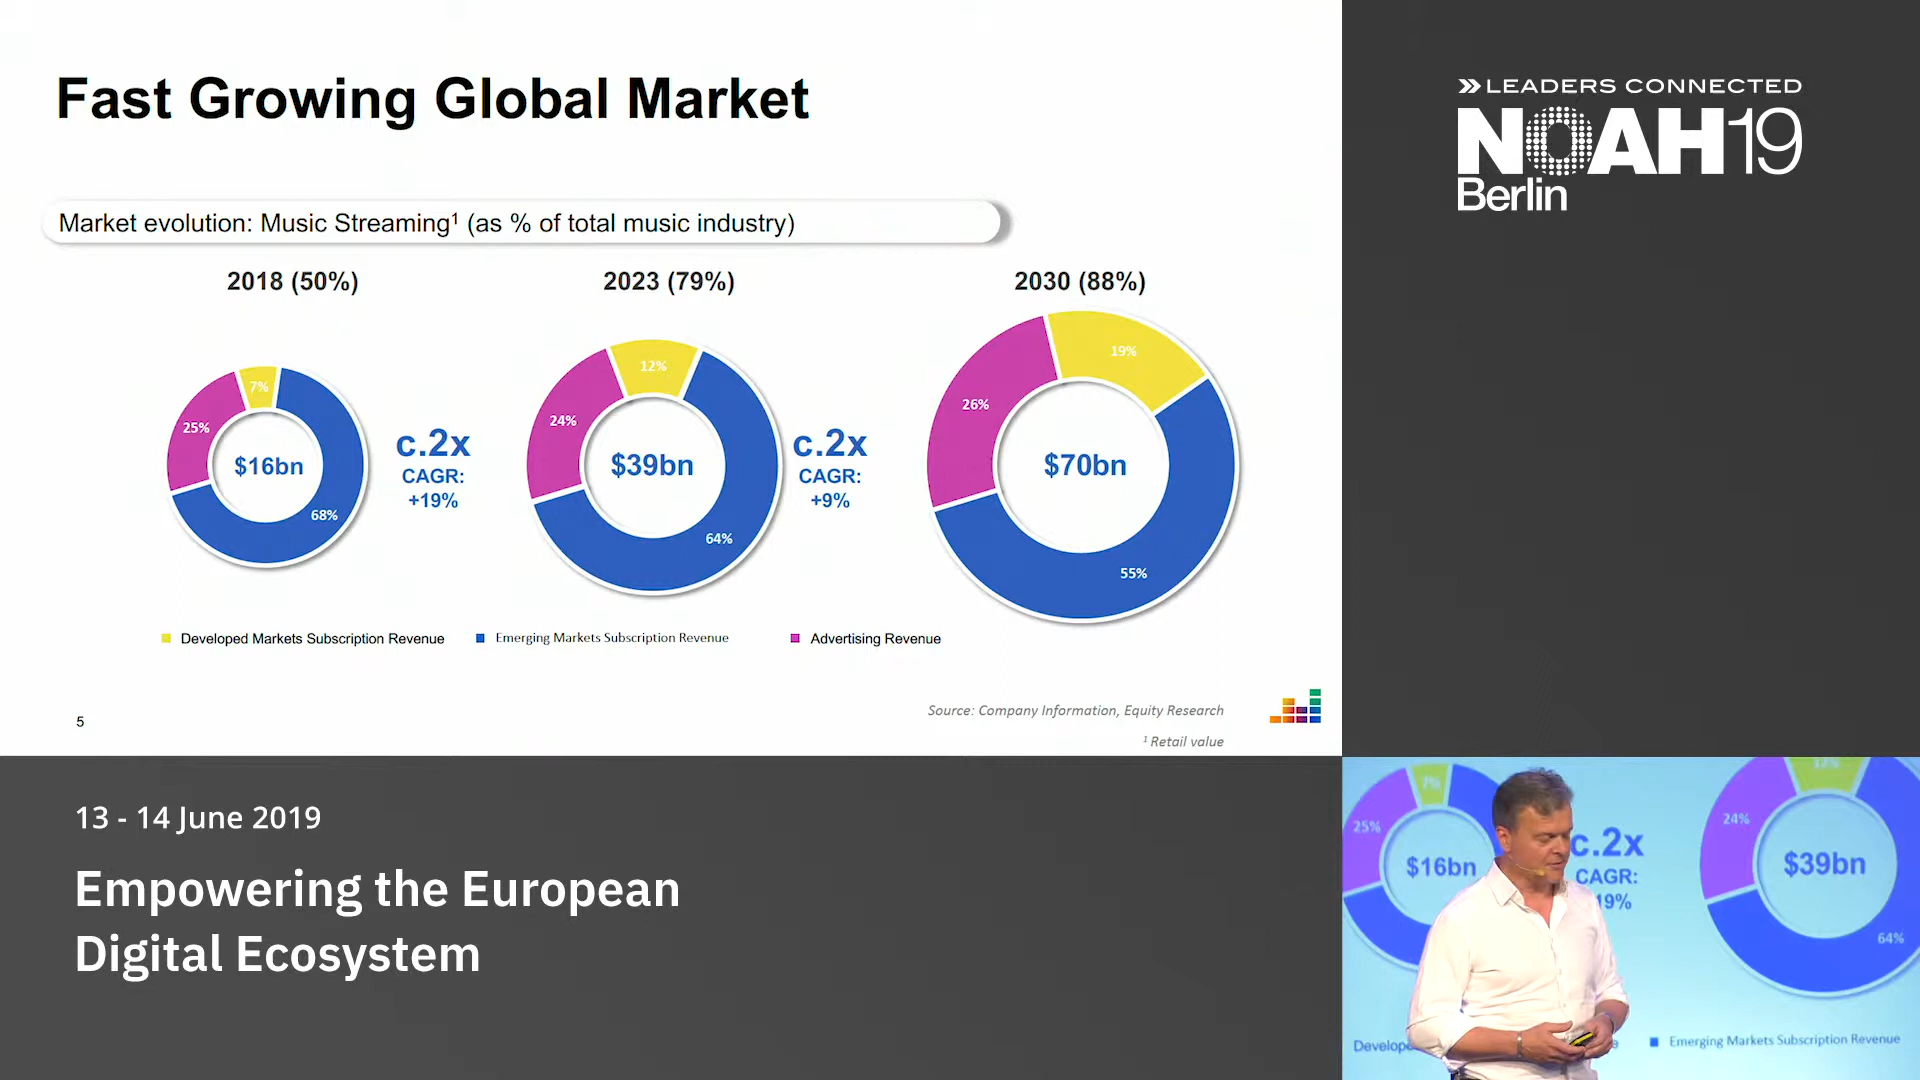 Fast Growing Global Market
Market evolution: Music Streaming¹ (as % of total music industry)
2018 (50%)
2023 (79%)
2030 (88%)
7%
25%
$16bn
68%
c.2x
CAGR:
+19%
12%
24%
$39bn
64%
c.2x
CAGR:
+9%
19%
26%
$70bn
55%
Developed Markets Subscription Revenue
Emerging Markets Subscription Revenue
Advertising Revenue
Source: Company Information, Equity Research
¹ Retail value
5
LEADERS CONNECTED
NOAH19
Berlin
13 - 14 June 2019
Empowering the European
Digital Ecosystem
7%
25%
$16bn
c.2x
CAGR:
19%
12%
24%
$39bn
64%
Emerging Markets Subscription Revenue